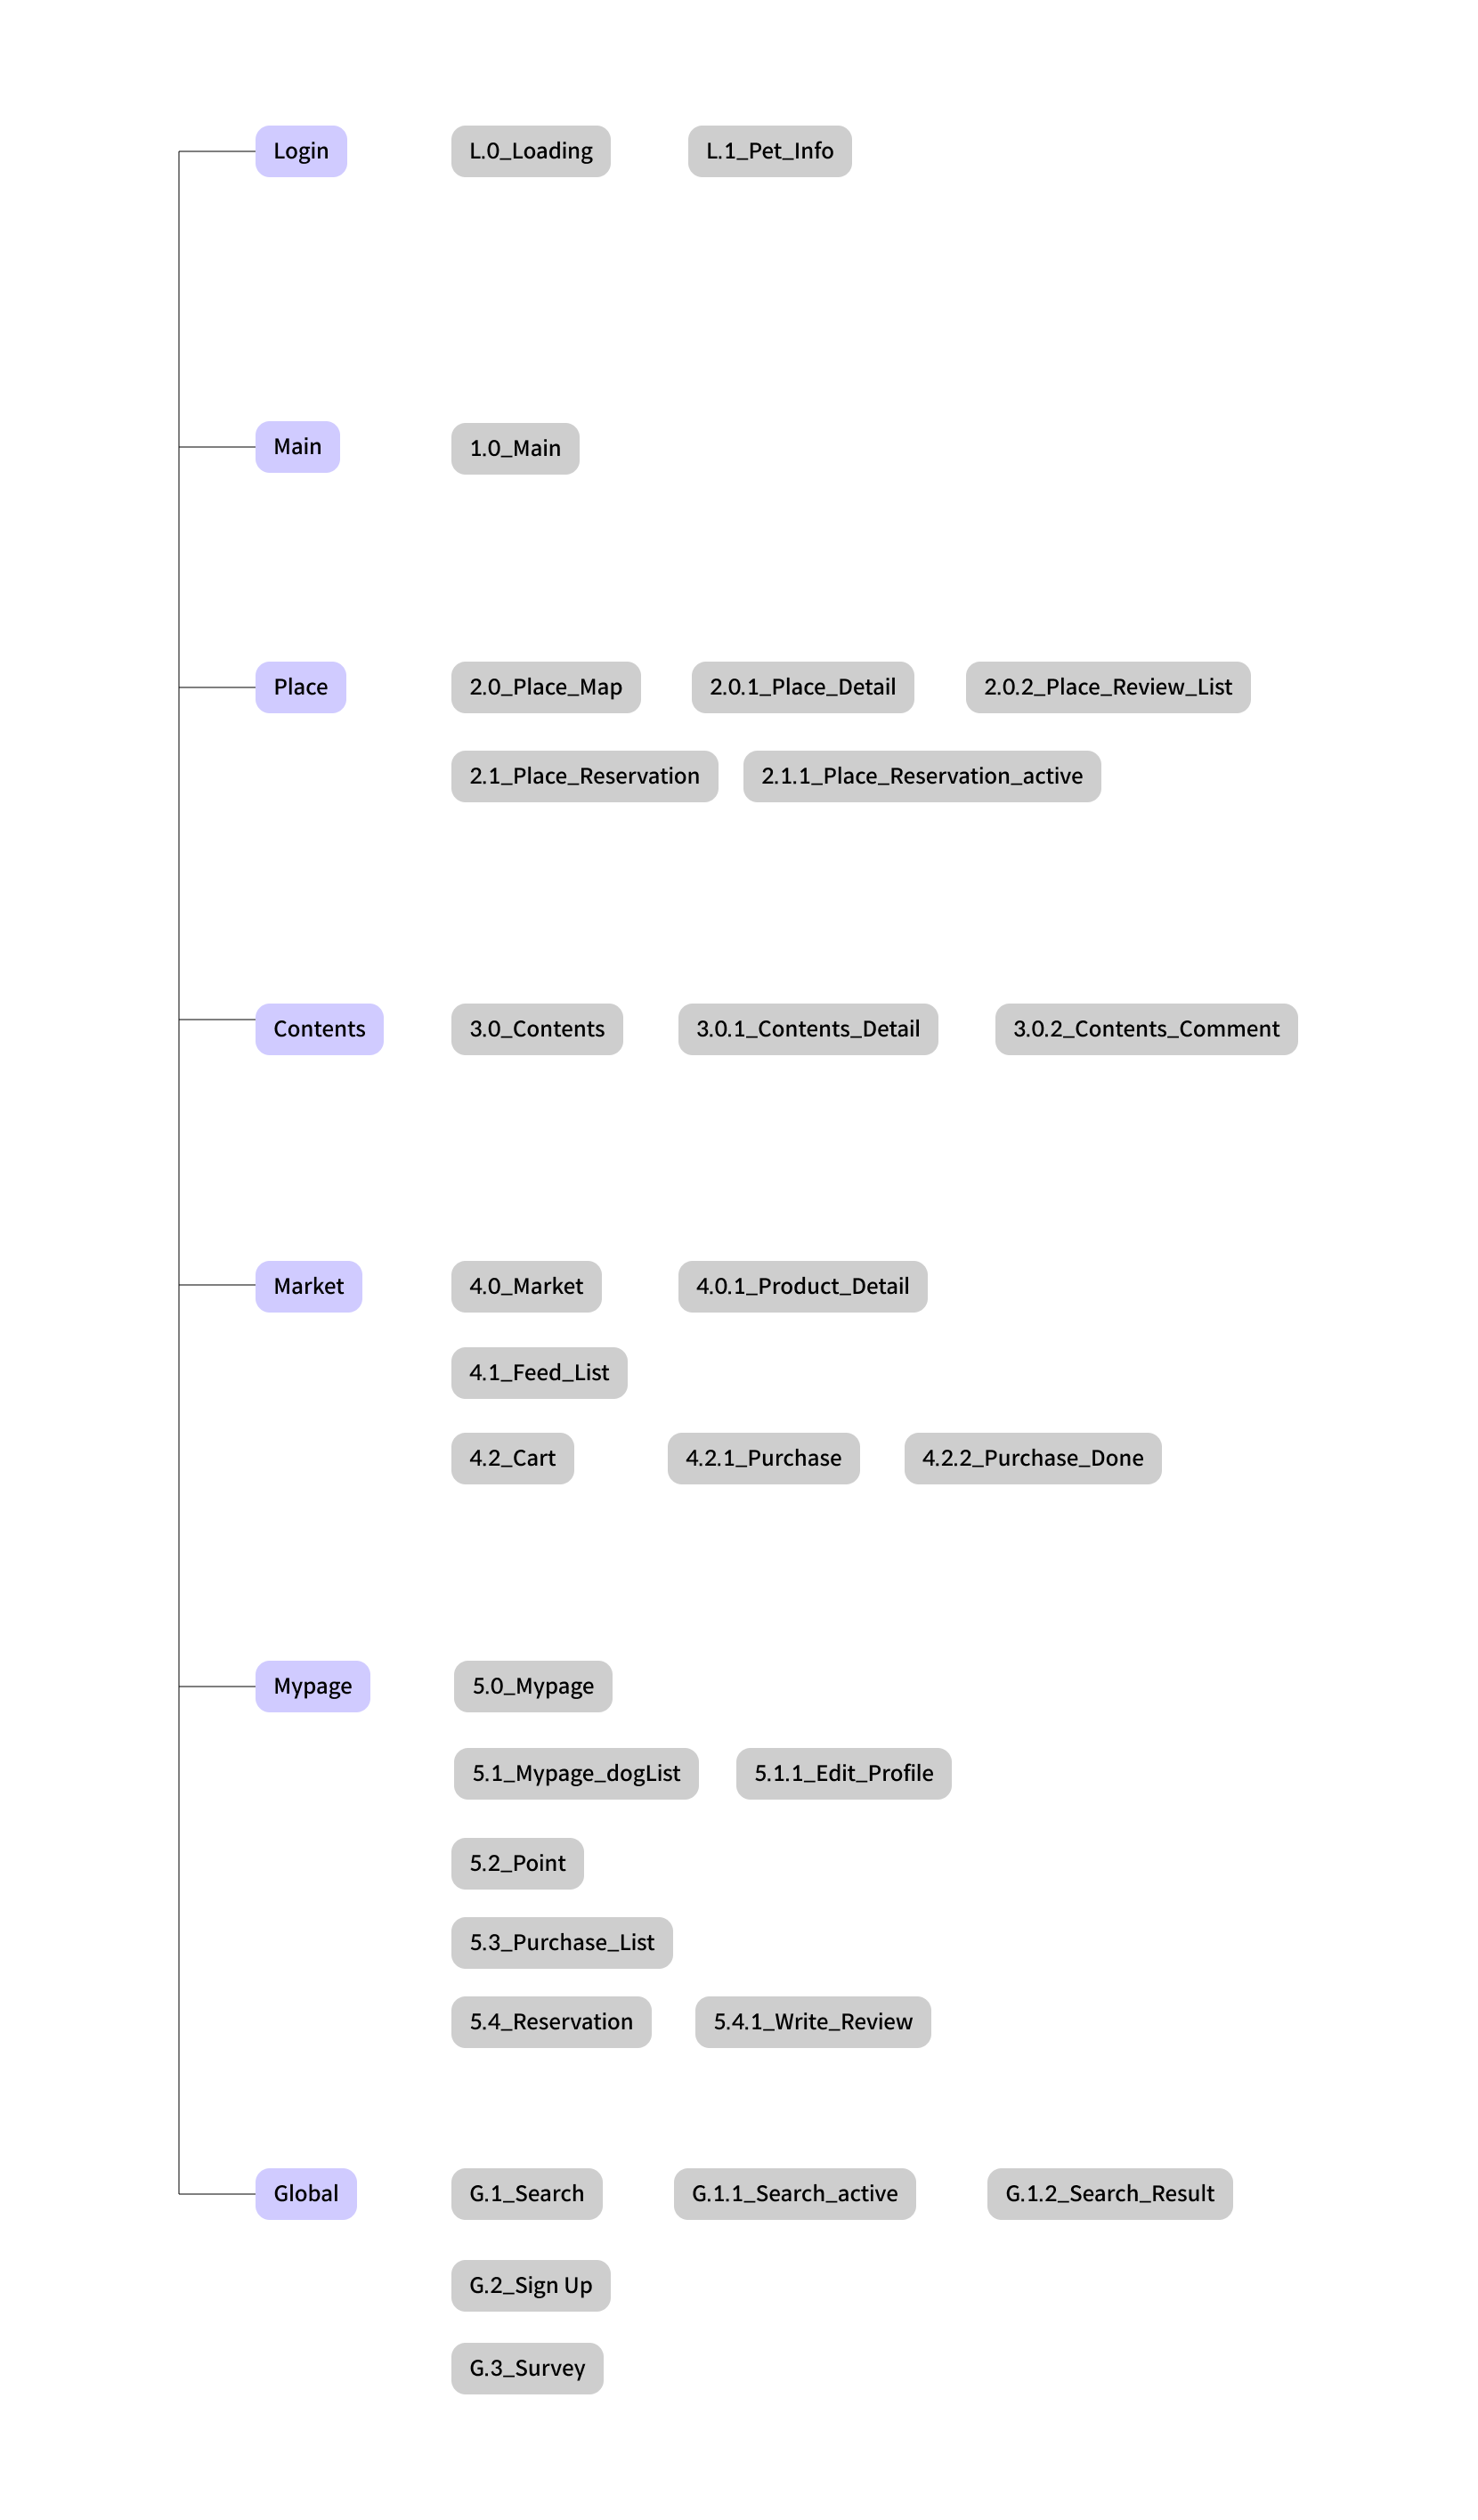 Login L.0_Loading L.1_Pet_Info
Main 1.0_Main
Place 2.0_Place_Map 2.0.1_Place_Detail 2.0.2_Place_Review_List
2.1_Place_Reservation 2.1.1_Place_Reservation_active
Contents 3.0_Contents 3.0.1_Contents_Detail 3.0.2_Contents_Comment
Market 4.0_Market 4.0.1_Product_Detail
4.1_Feed_List
4.2_Cart 4.2.1_Purchase 4.2.2_Purchase_Done
Mypage 5.0_Mypage
5.1_Mypage_dogList 5.1.1_Edit_Profile
5.2_Point
5.3_Purchase_List
5.4_Reservation 5.4.1_Write_Review
Global G.1_Search G.1.1_Search_active G.1.2_Search_Result
G.2_Sign Up
G.3_Survey